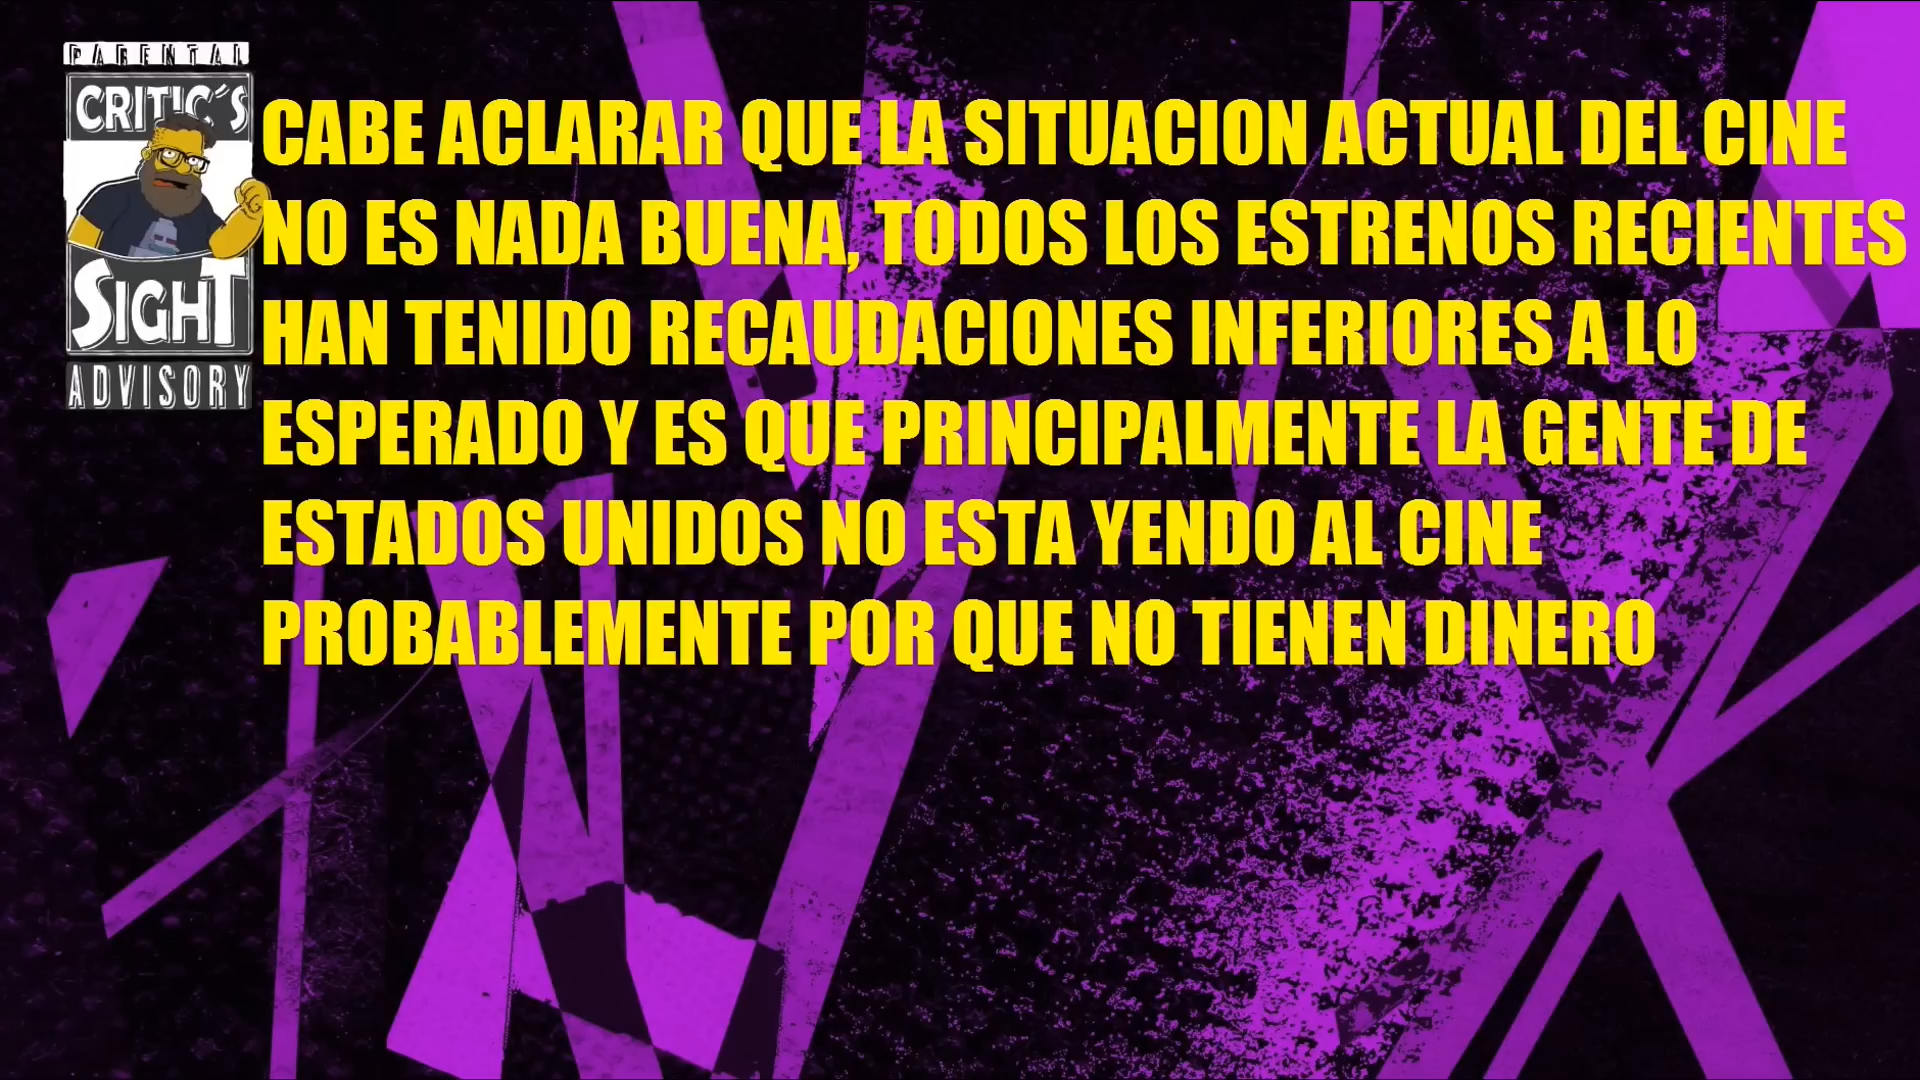 PARENTAL
CRITIC´S
SIGHT
ADVISORY
CABE ACLARAR QUE LA SITUACION ACTUAL DEL CINE
NO ES NADA BUENA, TODOS LOS ESTRENOS RECIENTES
HAN TENIDO RECAUDACIONES INFERIORES A LO
ESPERADO Y ES QUE PRINCIPALMENTE LA GENTE DE
ESTADOS UNIDOS NO ESTA YENDO AL CINE
PROBABLEMENTE POR QUE NO TIENEN DINERO